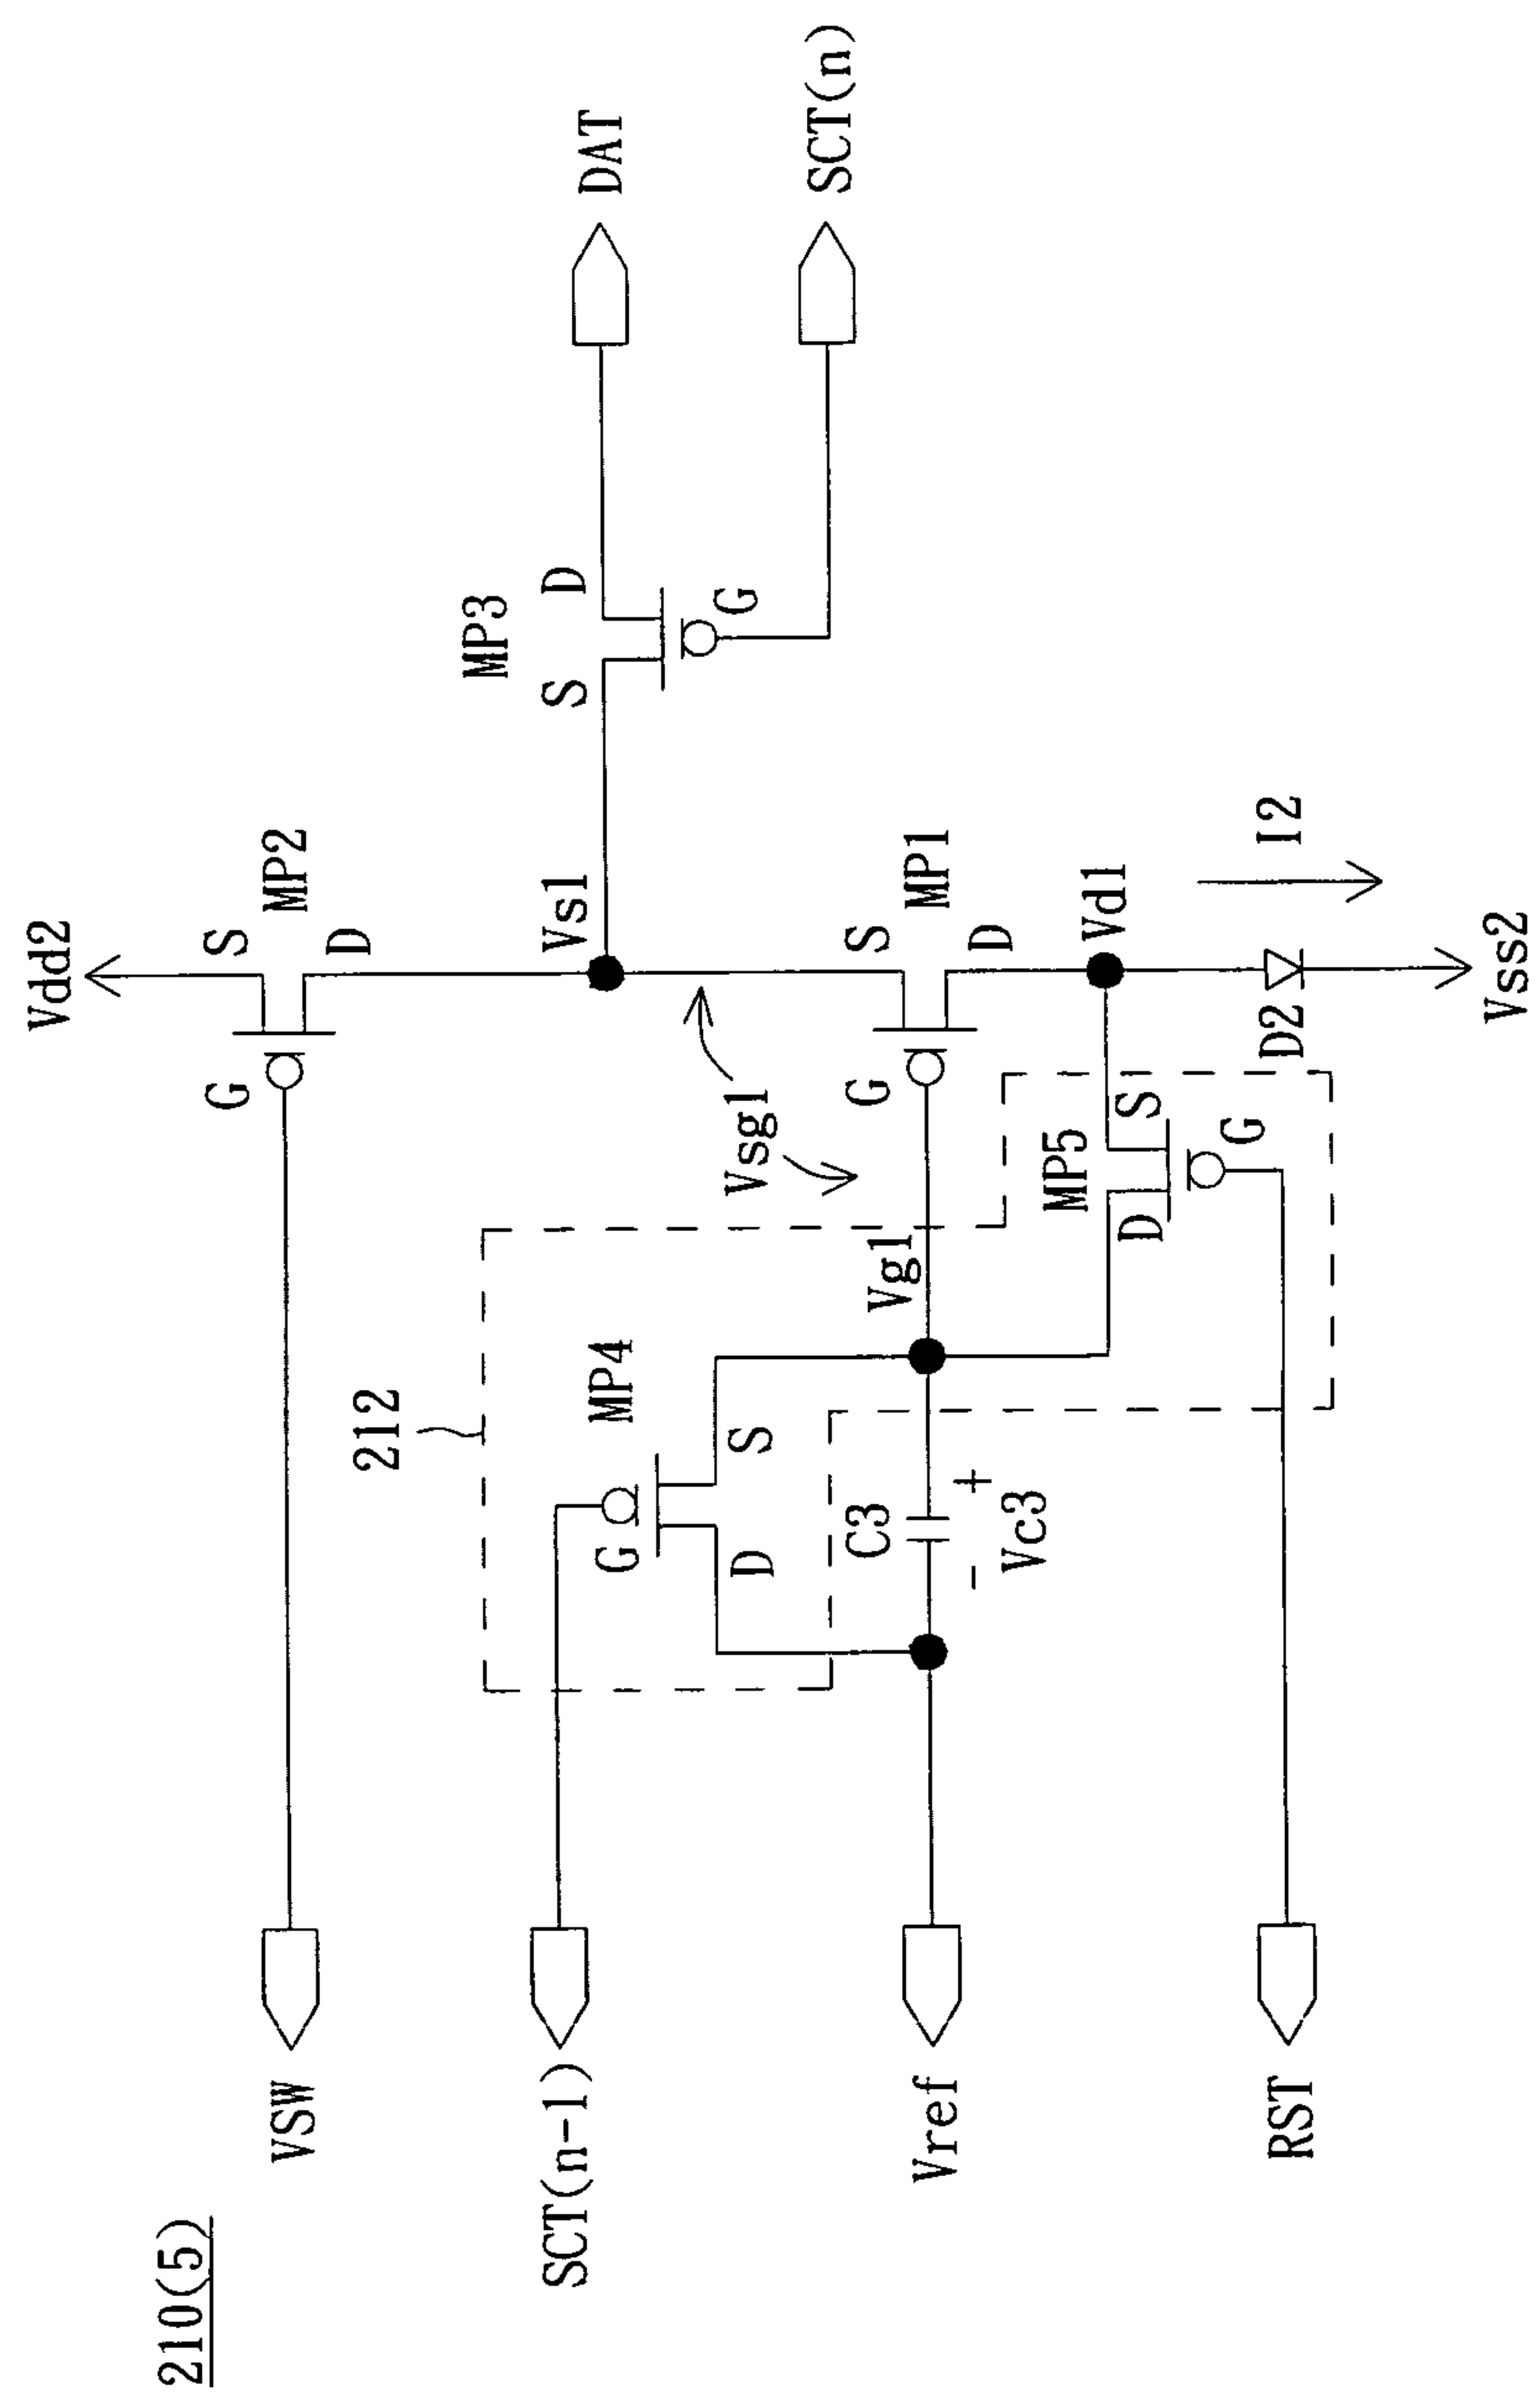 Vdd2
S
MP2
D
G
DAT
SCT(n)
MP3
D
S
G
Vs1
S
MP1
D
G
Vsg1
Vd1
I2
D2
Vss2
MP5
S
G
D
Vg1
212
MP4
S
G
D
C3
+
-
Vc3
VSW
SCT(n-1)
Vref
RST
210(5)